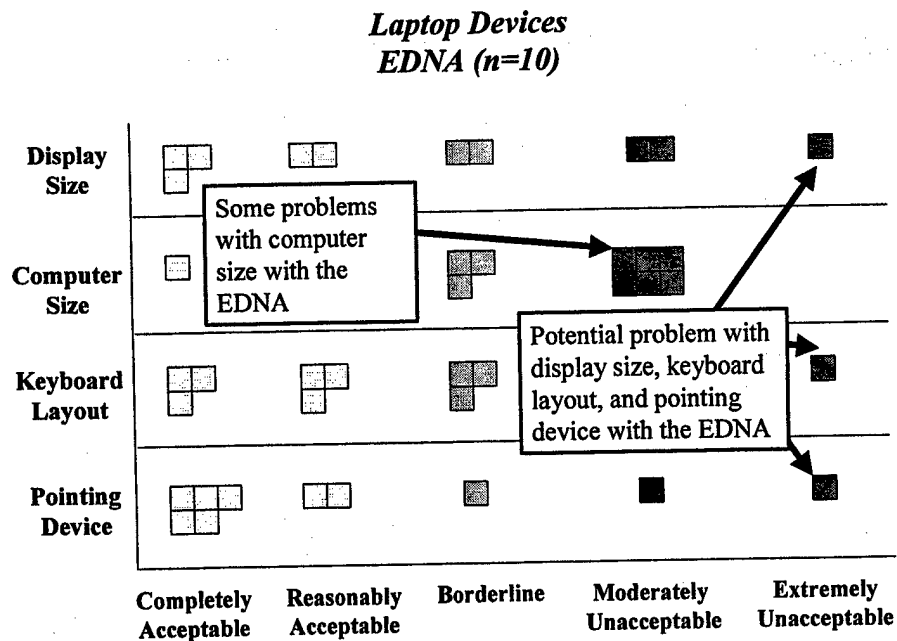 Laptop Devices
EDNA (n=10)
Display
Size
Some problems
with computer
size with the
EDNA
Computer
Size
Potential problem with
display size, keyboard
layout, and pointing
device with the EDNA
Keyboard
Layout
Pointing
Device
Completely
Acceptable
Reasonably
Acceptable
Borderline
Moderately
Unacceptable
Extremely
Unacceptable